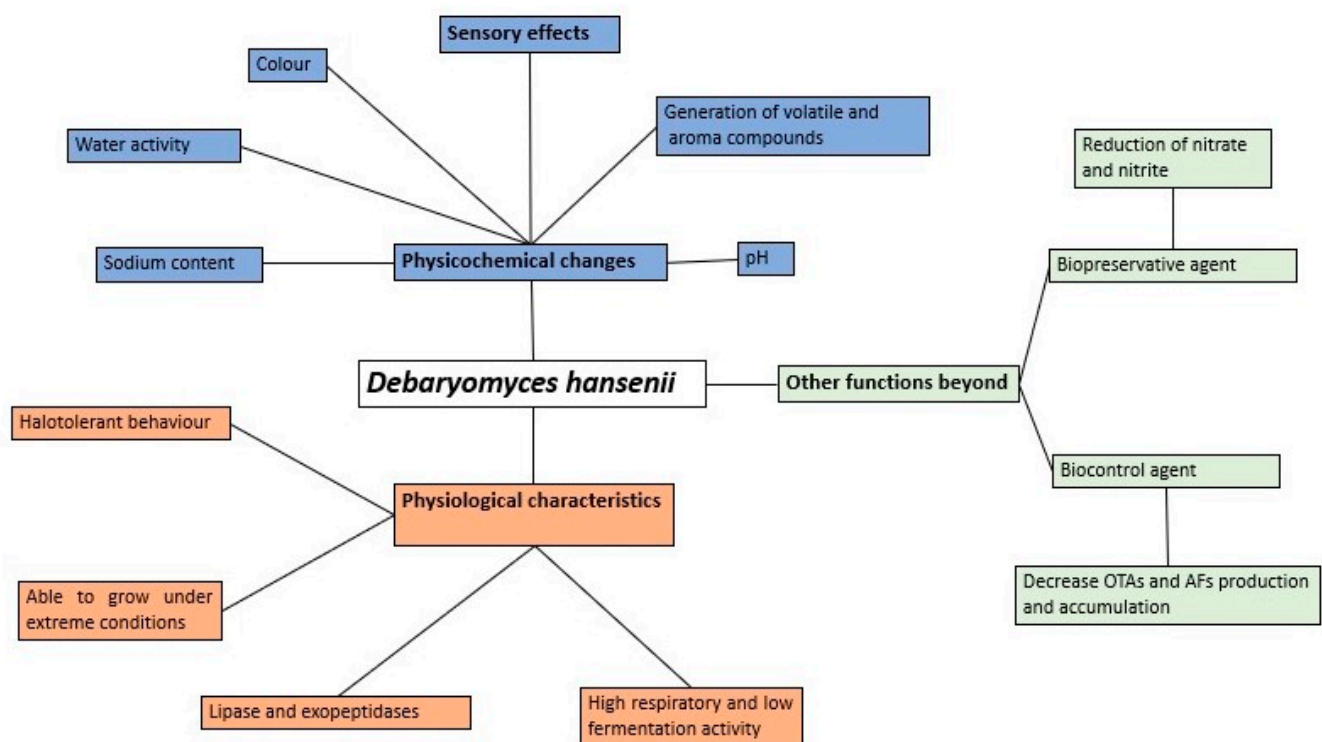 Sensory effects
Colour
Generation of volatile and
aroma compounds
Water activity
Reduction of nitrate
and nitrite
Sodium content
Physicochemical changes
pH
Biopreservative agent
Debaryomyces hansenii
Other functions beyond
Halotolerant behaviour
Biocontrol agent
Physiological characteristics
Able to grow under
extreme conditions
Decrease OTAs and AFs production
and accumulation
Lipase and exopeptidases
High respiratory and low
fermentation activity